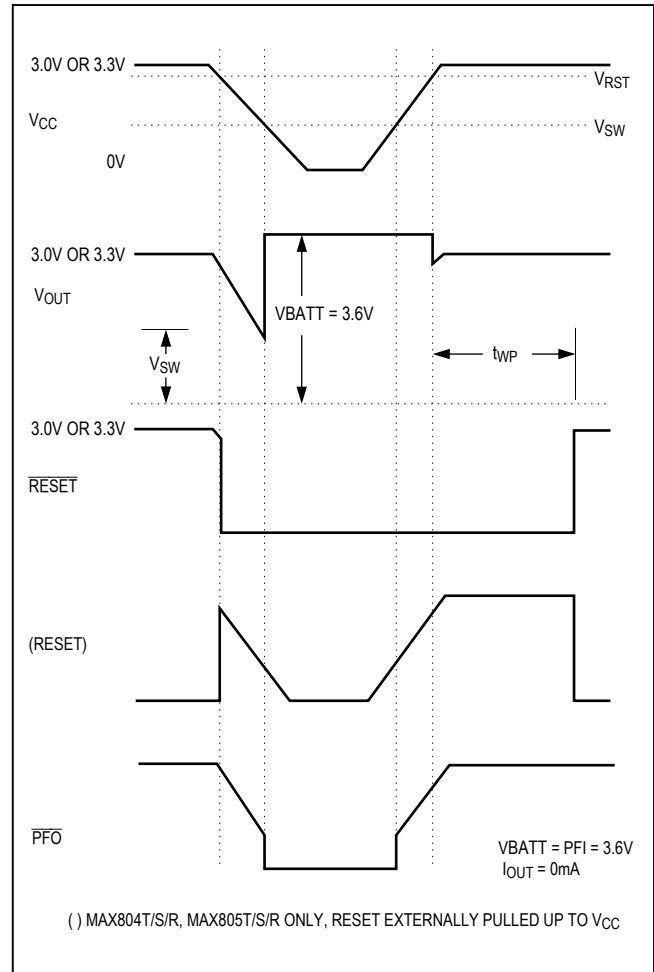 3.0V OR 3.3V
VRST
VCC
VSW
0V
3.0V OR 3.3V
VOUT
VBATT = 3.6V
VSW
tWP
3.0V OR 3.3V
RESET
(RESET)
PFO
VBATT = PFI = 3.6V
IOUT = 0mA
( ) MAX804T/S/R, MAX805T/S/R ONLY, RESET EXTERNALLY PULLED UP TO VCC